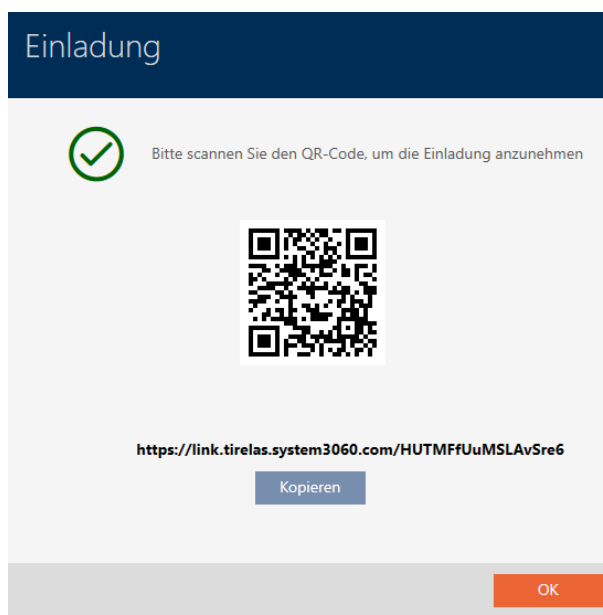 Einladung
Bitte scannen Sie den QR-Code, um die Einladung anzunehmen
https://link.tirelas.system3060.com/HUTMFfUuMSLAvSre6
Kopieren
OK